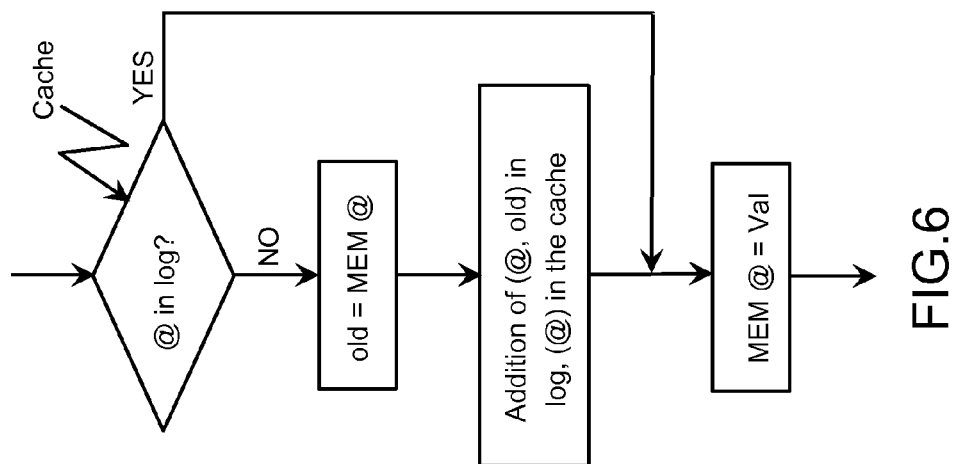 Cache
@ in log?
YES
NO
old = MEM @
Addition of (@, old) in
log, (@) in the cache
MEM @ = Val
FIG.6